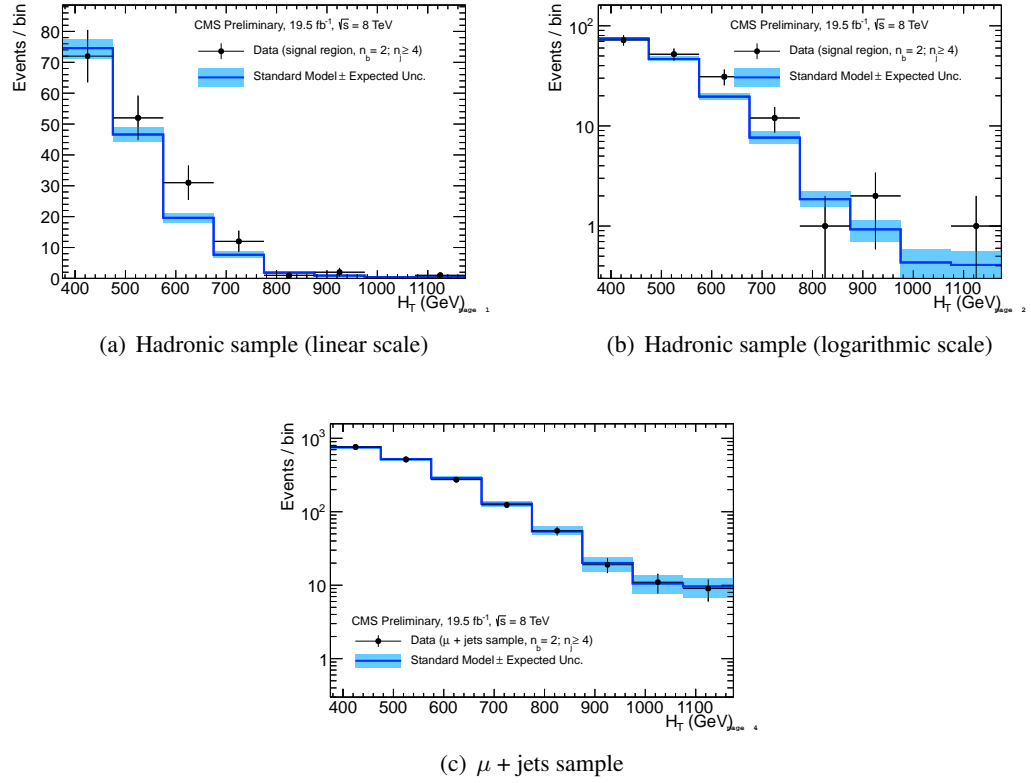 CMS Preliminary, 19.5 fb⁻¹, √s = 8 TeV
Data (signal region, n_b = 2; n_j ≥ 4)
Standard Model ± Expected Unc.
Events / bin
80
70
60
50
40
30
20
10
0
400 500 600 700 800 900 1000 1100
H_T (GeV)
page 1
(a) Hadronic sample (linear scale)
CMS Preliminary, 19.5 fb⁻¹, √s = 8 TeV
Data (signal region, n_b = 2; n_j ≥ 4)
Standard Model ± Expected Unc.
Events / bin
10²
10
1
400 500 600 700 800 900 1000 1100
H_T (GeV)
page 2
(b) Hadronic sample (logarithmic scale)
Events / bin
10³
10²
10
1
CMS Preliminary, 19.5 fb⁻¹, √s = 8 TeV
Data (μ + jets sample, n_b = 2; n_j ≥ 4)
Standard Model ± Expected Unc.
400 500 600 700 800 900 1000 1100
H_T (GeV)
page 4
(c) μ + jets sample